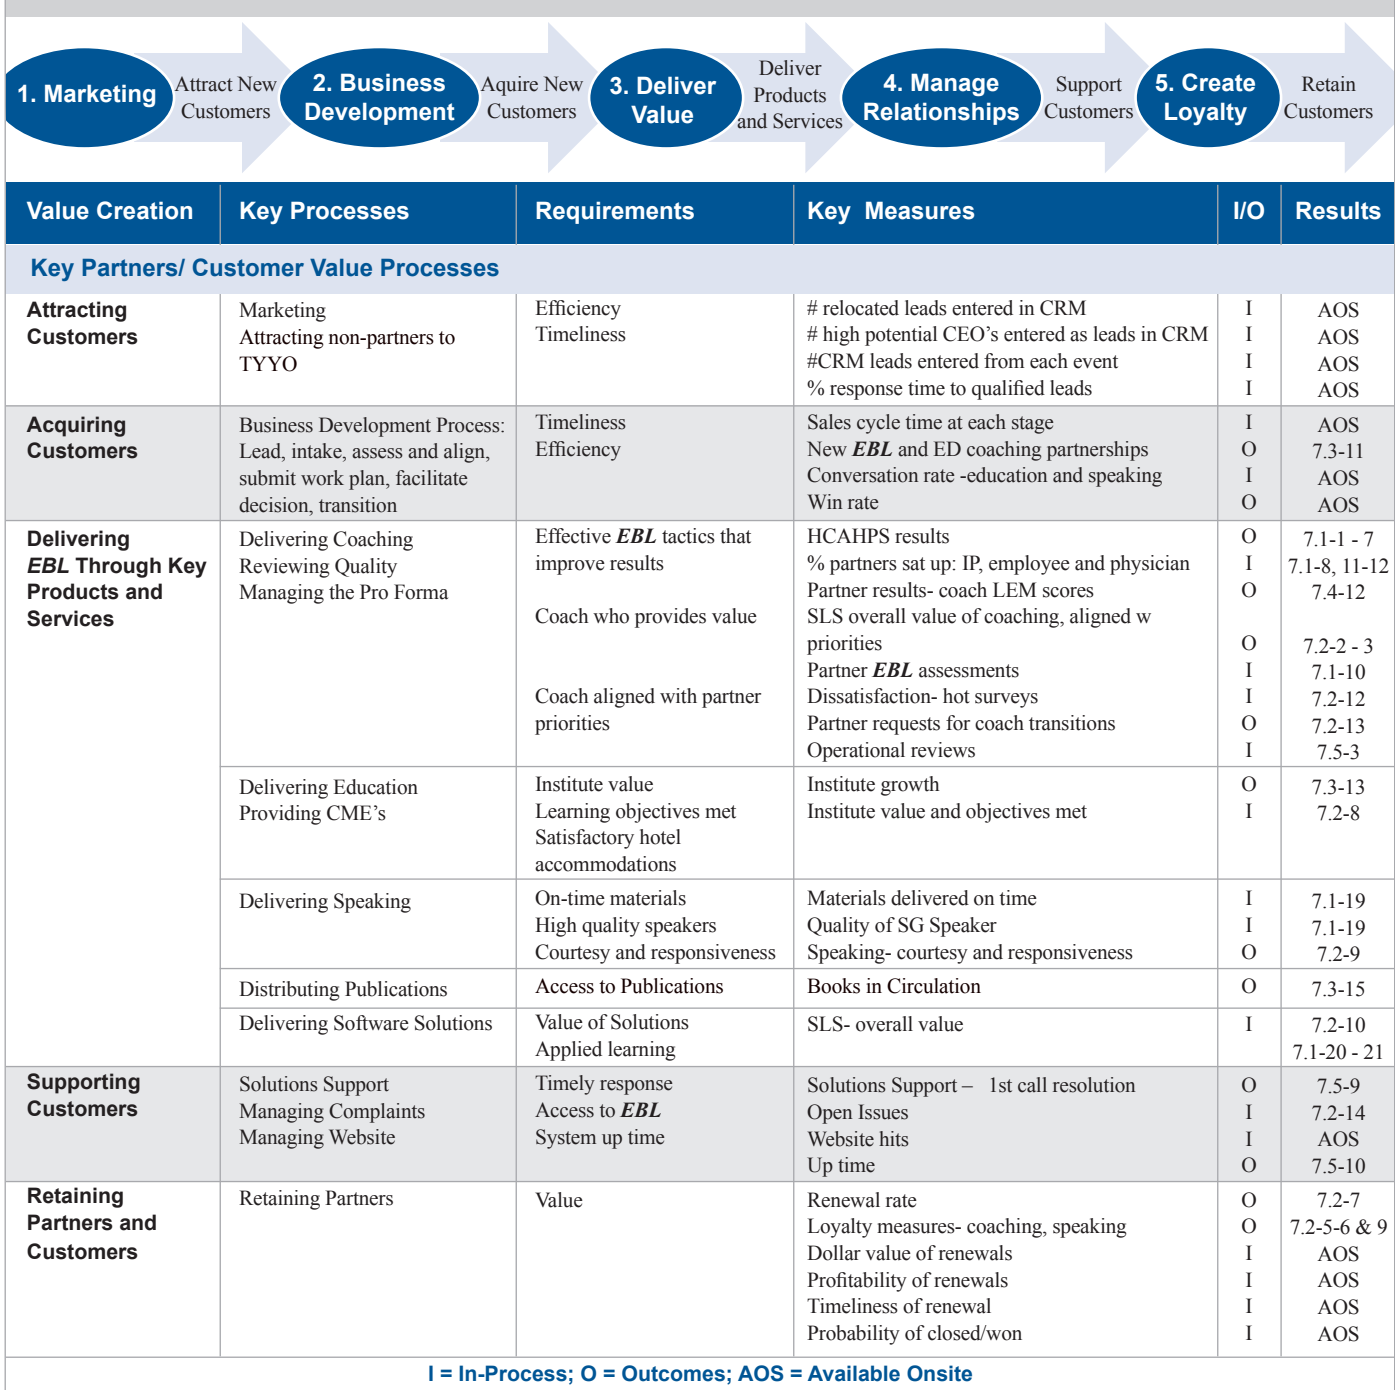 1. Marketing
Attract New
Customers
2. Business
Development
Aquire New
Customers
3. Deliver
Value
Deliver
Products
and Services
4. Manage
Relationships
Support
Customers
5. Create
Loyalty
Retain
Customers
Value Creation Key Processes Requirements Key Measures I/O Results
Key Partners/ Customer Value Processes
Attracting
Customers
Marketing
Attracting non-partners to
TYYO
Efficiency
Timeliness
# relocated leads entered in CRM I AOS
# high potential CEO's entered as leads in CRM I AOS
#CRM leads entered from each event I AOS
% response time to qualified leads I AOS
Acquiring
Customers
Business Development Process:
Lead, intake, assess and align,
submit work plan, facilitate
decision, transition
Timeliness
Efficiency
Sales cycle time at each stage I AOS
New EBL and ED coaching partnerships O 7.3-11
Conversation rate -education and speaking I AOS
Win rate O AOS
Delivering
EBL Through Key
Products and
Services
Delivering Coaching
Reviewing Quality
Managing the Pro Forma
Effective EBL tactics that
improve results
Coach who provides value
Coach aligned with partner
priorities
HCAHPS results O 7.1-1 - 7
% partners sat up: IP, employee and physician I 7.1-8, 11-12
Partner results- coach LEM scores O 7.4-12
SLS overall value of coaching, aligned w
priorities O 7.2-2 - 3
Partner EBL assessments I 7.1-10
Dissatisfaction- hot surveys I 7.2-12
Partner requests for coach transitions O 7.2-13
Operational reviews I 7.5-3
Delivering Education
Providing CME's
Institute value
Learning objectives met
Satisfactory hotel
accommodations
Institute growth O 7.3-13
Institute value and objectives met I 7.2-8
Delivering Speaking
On-time materials
High quality speakers
Courtesy and responsiveness
Materials delivered on time I 7.1-19
Quality of SG Speaker I 7.1-19
Speaking- courtesy and responsiveness O 7.2-9
Distributing Publications Access to Publications Books in Circulation O 7.3-15
Delivering Software Solutions
Value of Solutions
Applied learning
SLS- overall value I 7.2-10
7.1-20 - 21
Supporting
Customers
Solutions Support
Managing Complaints
Managing Website
Timely response
Access to EBL
System up time
Solutions Support – 1st call resolution O 7.5-9
Open Issues I 7.2-14
Website hits I AOS
Up time O 7.5-10
Retaining
Partners and
Customers
Retaining Partners
Value
Renewal rate O 7.2-7
Loyalty measures- coaching, speaking O 7.2-5-6 & 9
Dollar value of renewals I AOS
Profitability of renewals I AOS
Timeliness of renewal I AOS
Probability of closed/won I AOS
I = In-Process; O = Outcomes; AOS = Available Onsite